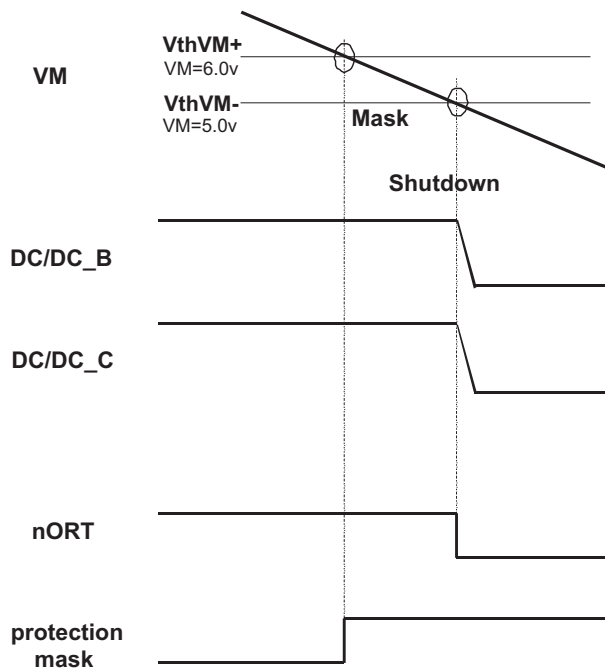 VthVM+
VM=6.0v
VM
VthVM-
VM=5.0v
Mask
Shutdown
DC/DC_B
DC/DC_C
nORT
protection
mask